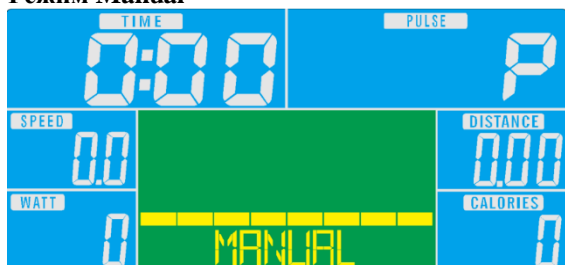 Режим Manual
TIME PULSE
0:00 P
SPEED DISTANCE
0.0 0.00
WATT CALORIES
0 0
MANUAL